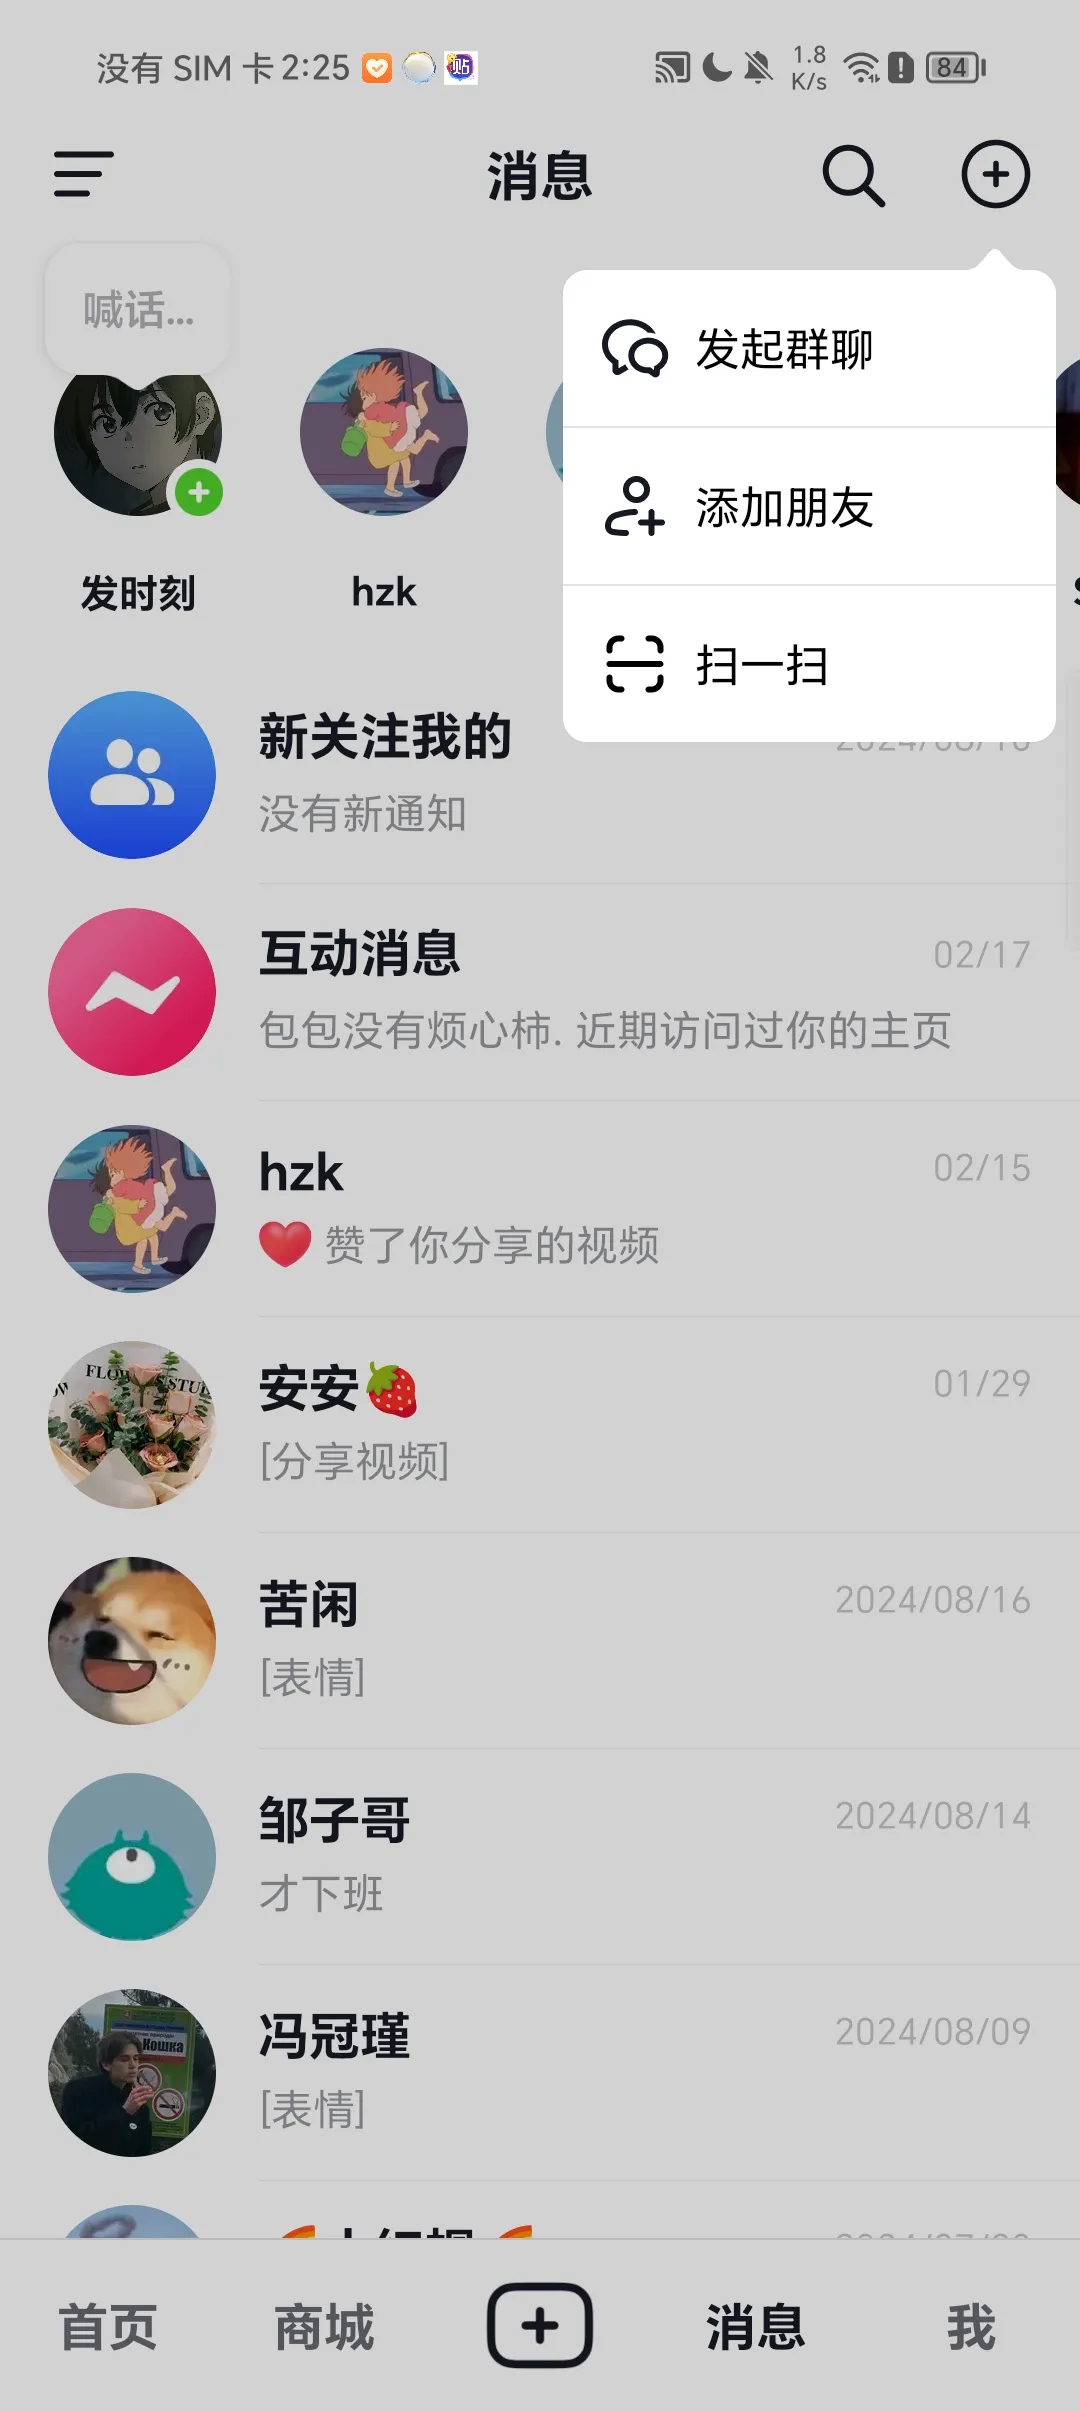 没有 SIM 卡 2:25
贴
1.8
K/s
84
消息
喊话...
发起群聊
添加朋友
扫一扫
发时刻
hzk
新关注我的
没有新通知
互动消息
02/17
包包没有烦心柿. 近期访问过你的主页
hzk
02/15
赞了你分享的视频
安安🍓
01/29
[分享视频]
苦闲
2024/08/16
[表情]
邹子哥
2024/08/14
才下班
冯冠瑾
2024/08/09
[表情]
首页
商城
消息
我